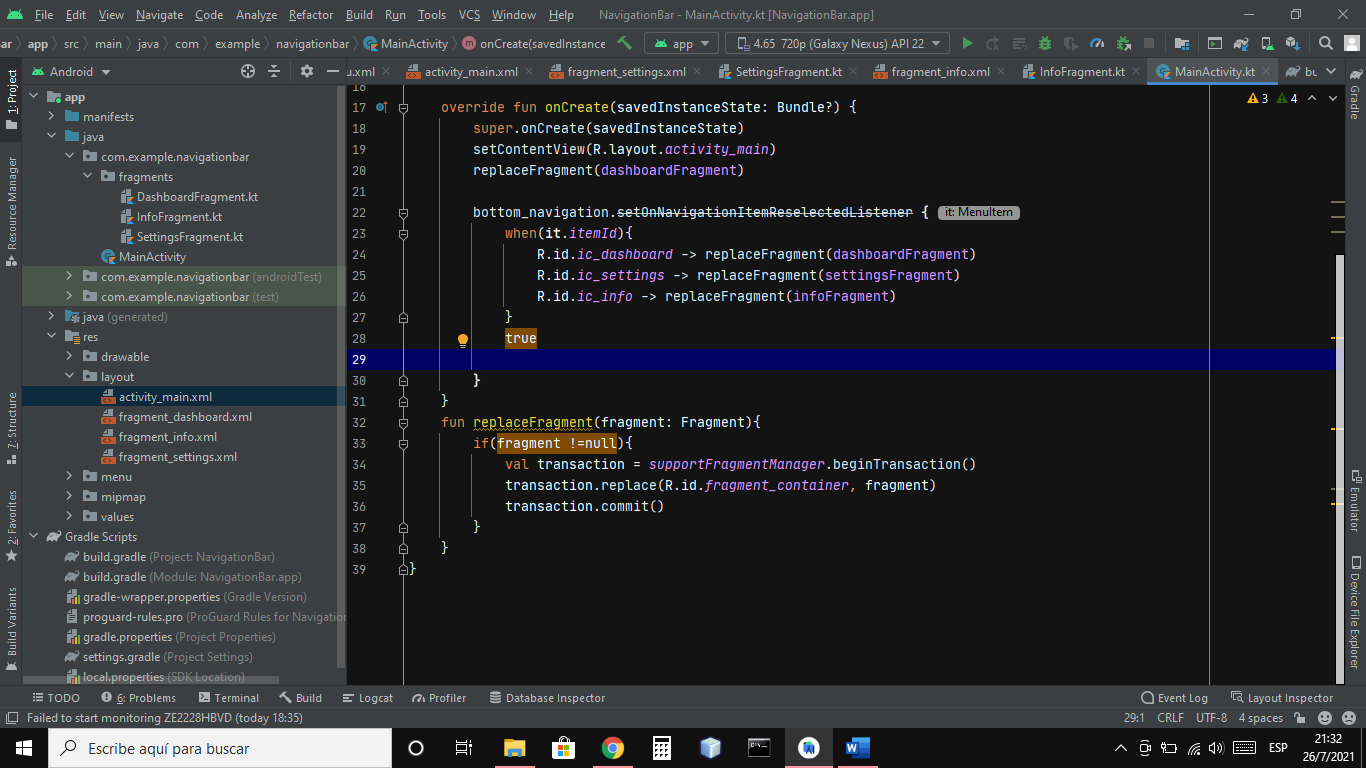 File Edit View Navigate Code Analyze Refactor Build Run Tools VCS Window Help NavigationBar - MainActivity.kt [NavigationBar.app]
ar app src main java com example navigationbar MainActivity onCreate(savedInstance app 4.65 720p (Galaxy Nexus) API 22
Android u.xml activity_main.xml fragment_settings.xml SettingsFragment.kt fragment_info.xml InfoFragment.kt MainActivity.kt bu
1: Project
Resource Manager
7: Structure
2: Favorites
Build Variants
app
manifests
java
com.example.navigationbar
fragments
DashboardFragment.kt
InfoFragment.kt
SettingsFragment.kt
MainActivity
com.example.navigationbar (androidTest)
com.example.navigationbar (test)
java (generated)
res
drawable
layout
activity_main.xml
fragment_dashboard.xml
fragment_info.xml
fragment_settings.xml
menu
mipmap
values
Gradle Scripts
build.gradle (Project: NavigationBar)
build.gradle (Module: NavigationBar.app)
gradle-wrapper.properties (Gradle Version)
proguard-rules.pro (ProGuard Rules for Navigation
gradle.properties (Project Properties)
settings.gradle (Project Settings)
local.properties (SDK Location)
3 4
16
17 override fun onCreate(savedInstanceState: Bundle?) {
18 super.onCreate(savedInstanceState)
19 setContentView(R.layout.activity_main)
20 replaceFragment(dashboardFragment)
21
22 bottom_navigation.setOnNavigationItemReselectedListener { it: MenuItem
23 when(it.itemId){
24 R.id.ic_dashboard -> replaceFragment(dashboardFragment)
25 R.id.ic_settings -> replaceFragment(settingsFragment)
26 R.id.ic_info -> replaceFragment(infoFragment)
27 }
28 true
29
30 }
31 }
32 fun replaceFragment(fragment: Fragment){
33 if(fragment !=null){
34 val transaction = supportFragmentManager.beginTransaction()
35 transaction.replace(R.id.fragment_container, fragment)
36 transaction.commit()
37 }
38 }
39 }
Gradle
Emulator
Device File Explorer
TODO 6: Problems Terminal Build Logcat Profiler Database Inspector Event Log Layout Inspector
Failed to start monitoring ZE2228HBVD (today 18:35) 29:1 CRLF UTF-8 4 spaces
Escribe aquí para buscar ESP 21:32
26/7/2021